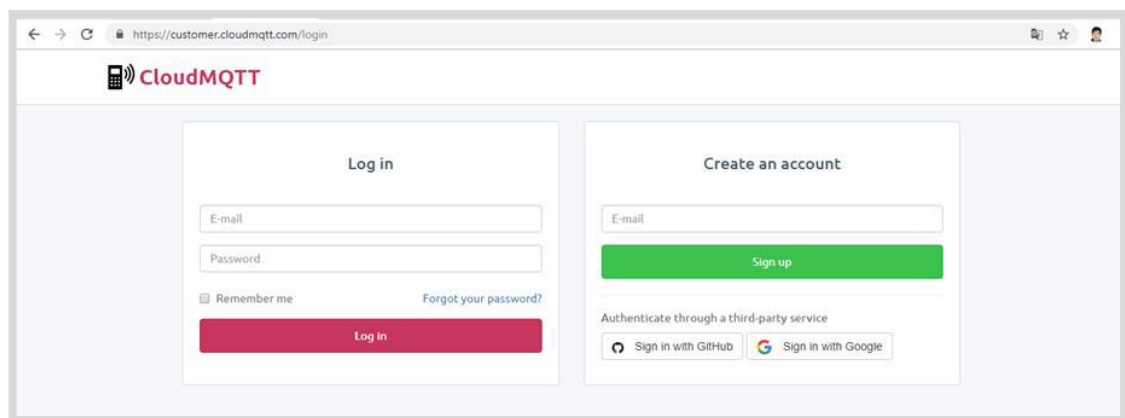 https://customer.cloudmqtt.com/login
CloudMQTT
Log in
E-mail
Password
Remember me
Forgot your password?
Log in
Create an account
E-mail
Sign up
Authenticate through a third-party service
Sign in with GitHub
Sign in with Google